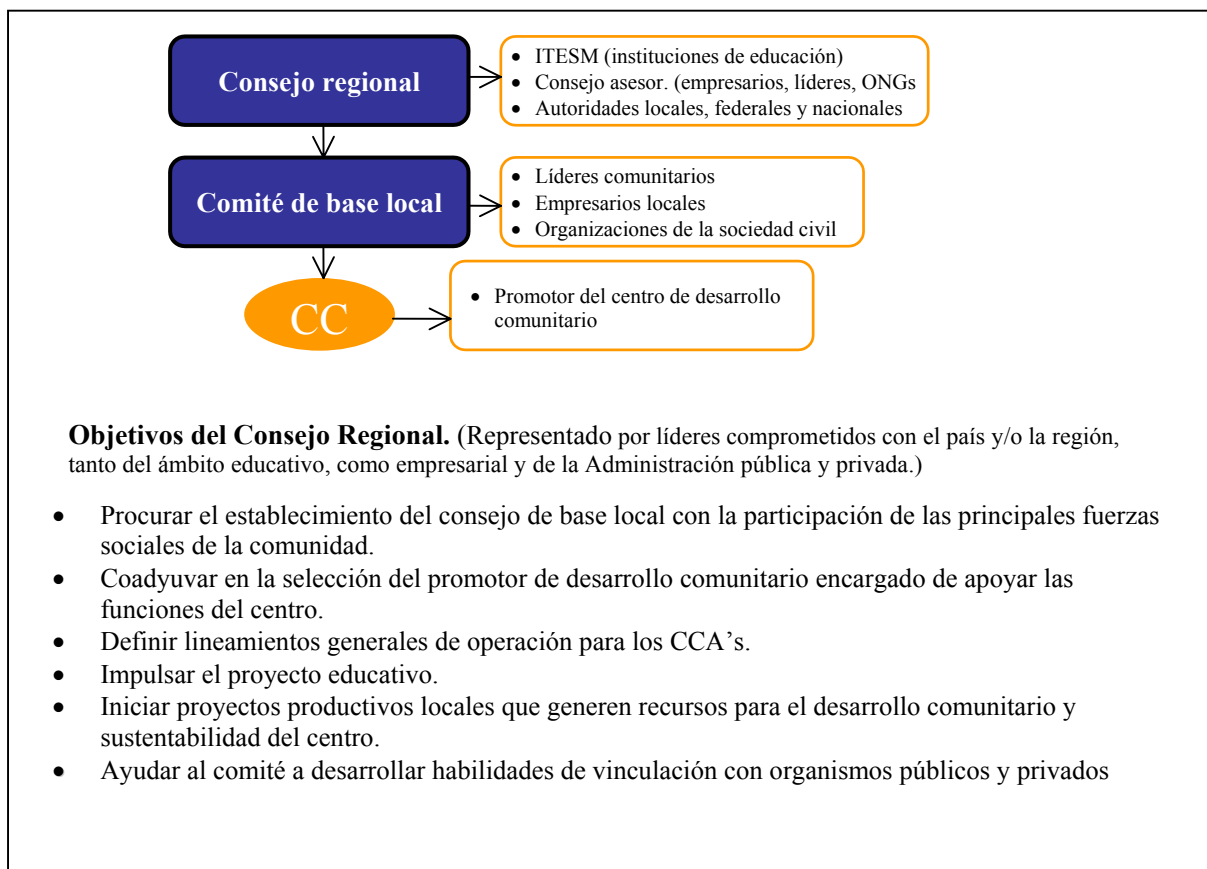 Consejo regional
• ITESM (instituciones de educación)
• Consejo asesor. (empresarios, líderes, ONGs
• Autoridades locales, federales y nacionales
Comité de base local
• Líderes comunitarios
• Empresarios locales
• Organizaciones de la sociedad civil
CC
• Promotor del centro de desarrollo
comunitario
Objetivos del Consejo Regional. (Representado por líderes comprometidos con el país y/o la región,
tanto del ámbito educativo, como empresarial y de la Administración pública y privada.)
• Procurar el establecimiento del consejo de base local con la participación de las principales fuerzas
sociales de la comunidad.
• Coadyuvar en la selección del promotor de desarrollo comunitario encargado de apoyar las
funciones del centro.
• Definir lineamientos generales de operación para los CCA’s.
• Impulsar el proyecto educativo.
• Iniciar proyectos productivos locales que generen recursos para el desarrollo comunitario y
sustentabilidad del centro.
• Ayudar al comité a desarrollar habilidades de vinculación con organismos públicos y privados